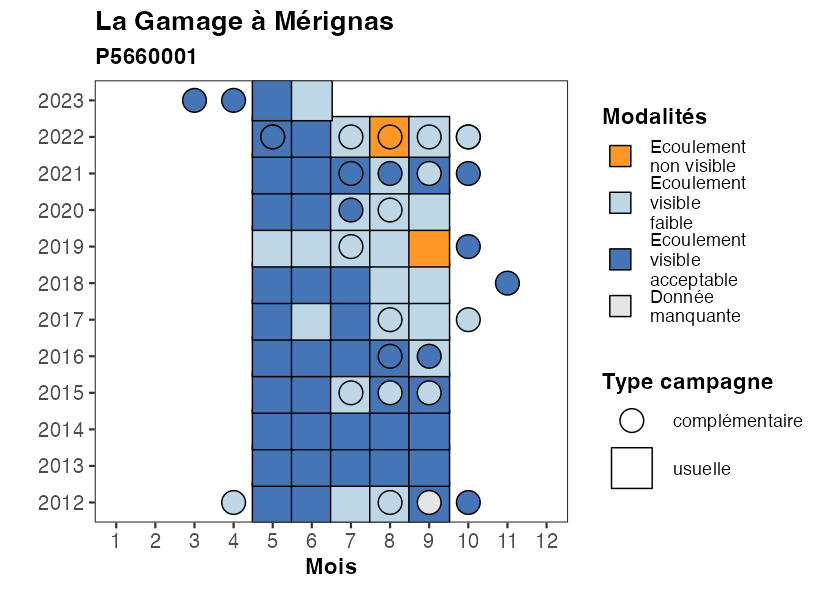 La Gamage à Mérignas
P5660001
2023
2022
2021
2020
2019
2018
2017
2016
2015
2014
2013
2012
1 2 3 4 5 6 7 8 9 10 11 12
Mois
Modalités
Ecoulement
non visible
Ecoulement
visible
faible
Ecoulement
visible
acceptable
Donnée
manquante
Type campagne
complémentaire
usuelle